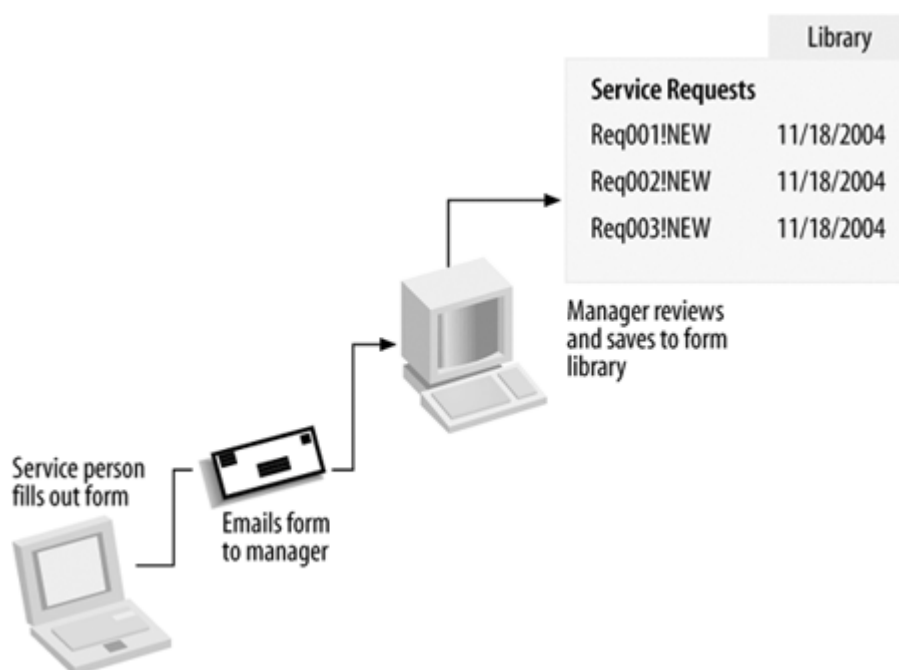 Library
Service Requests
Req001!NEW 11/18/2004
Req002!NEW 11/18/2004
Req003!NEW 11/18/2004
Manager reviews
and saves to form
library
Service person
fills out form
Emails form
to manager